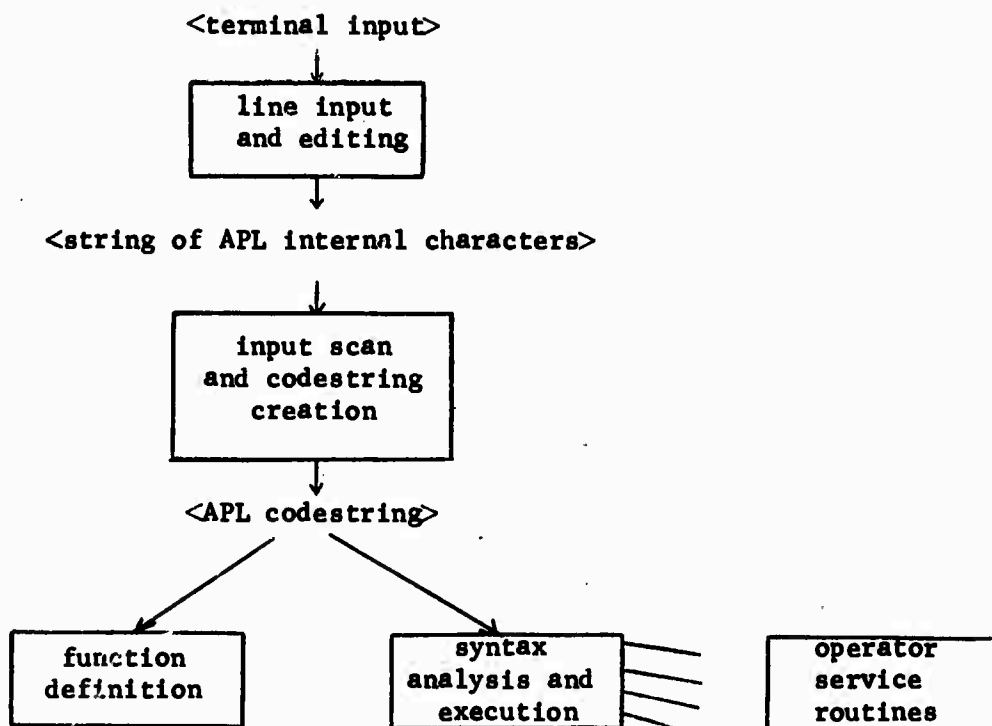 <terminal input>
line input
and editing
<string of APL internal characters>
input scan
and codestring
creation
<APL codestring>
function
definition
syntax
analysis and
execution
operator
service
routines